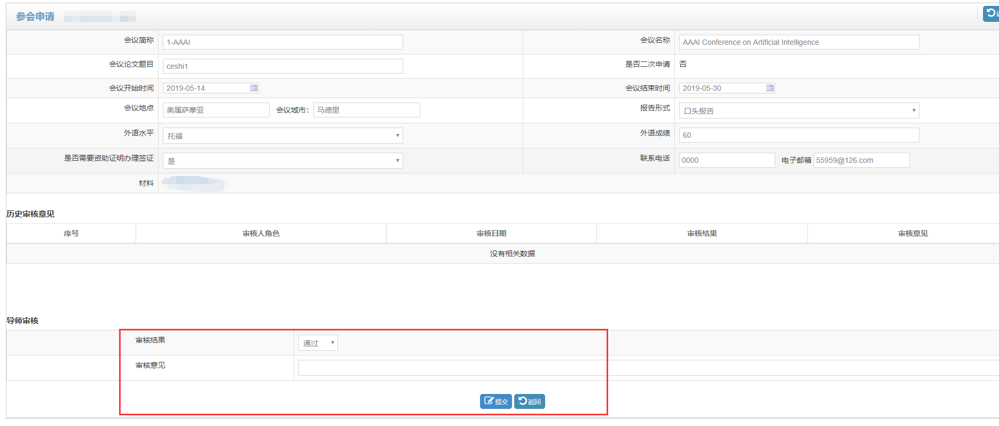 参会申请
会议简称 1-AAAI 会议名称 AAAI Conference on Artificial Intelligence
会议论文题目 ceshi1 是否二次申请 否
会议开始时间 2019-05-14 会议结束时间 2019-05-30
会议地点 美属萨摩亚 会议城市： 马德里 报告形式 口头报告
外语水平 托福 外语成绩 60
是否需要资助证明办理签证 是 联系电话 0000 电子邮箱 55959@126.com
材料
历史审核意见
序号 审核人角色 审核日期 审核结果 审核意见
没有相关数据
导师审核
审核结果 通过
审核意见
提交 返回